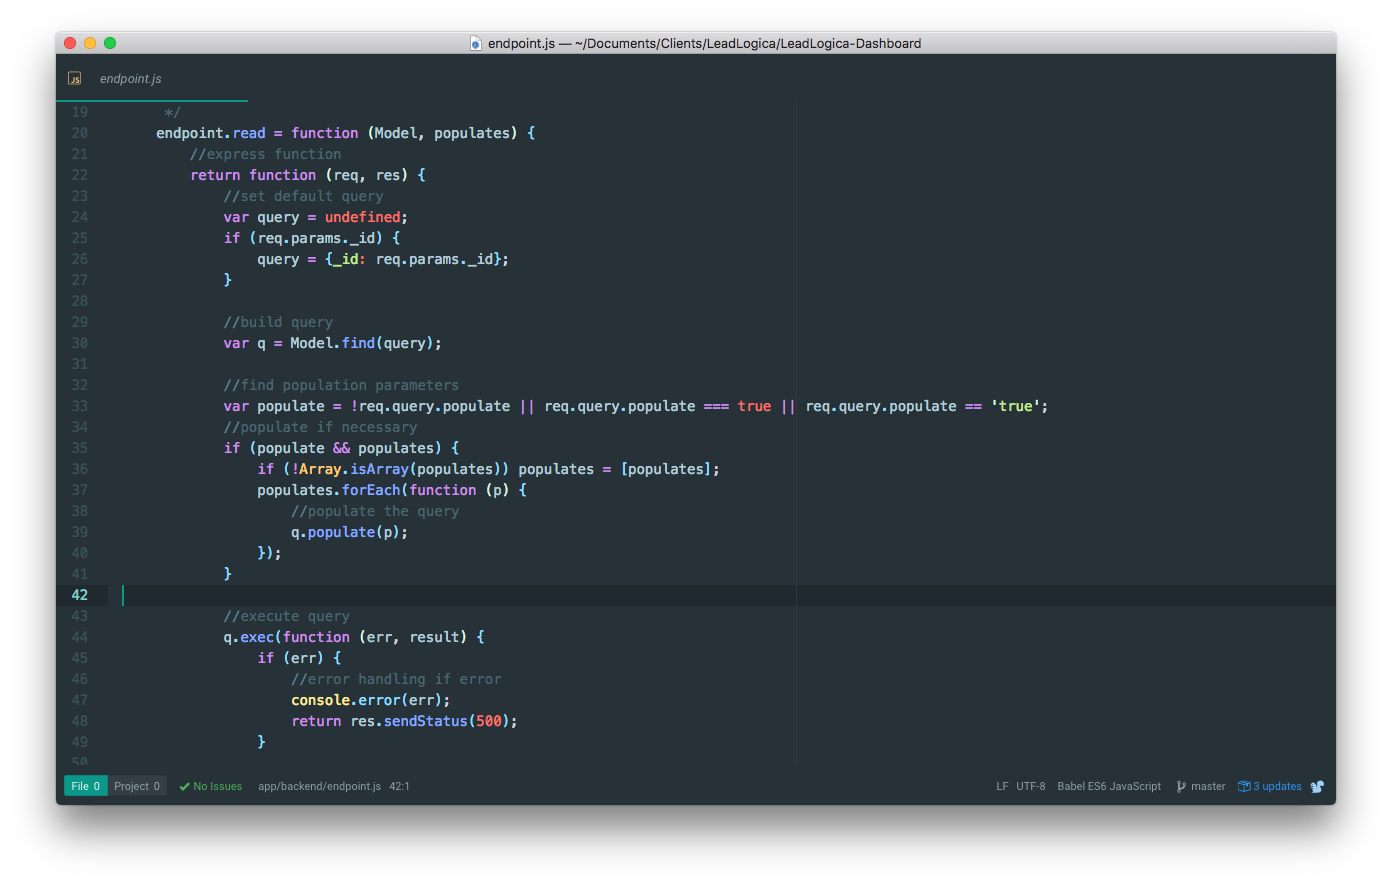 endpoint.js — ~/Documents/Clients/LeadLogica/LeadLogica-Dashboard
JS endpoint.js
19 */
20 endpoint.read = function (Model, populates) {
21 //express function
22 return function (req, res) {
23 //set default query
24 var query = undefined;
25 if (req.params._id) {
26 query = {_id: req.params._id};
27 }
28
29 //build query
30 var q = Model.find(query);
31
32 //find population parameters
33 var populate = !req.query.populate || req.query.populate === true || req.query.populate == 'true';
34 //populate if necessary
35 if (populate && populates) {
36 if (!Array.isArray(populates)) populates = [populates];
37 populates.forEach(function (p) {
38 //populate the query
39 q.populate(p);
40 });
41 }
42
43 //execute query
44 q.exec(function (err, result) {
45 if (err) {
46 //error handling if error
47 console.error(err);
48 return res.sendStatus(500);
49 }
50
File 0 Project 0 No Issues app/backend/endpoint.js 42:1 LF UTF-8 Babel ES6 JavaScript master 3 updates